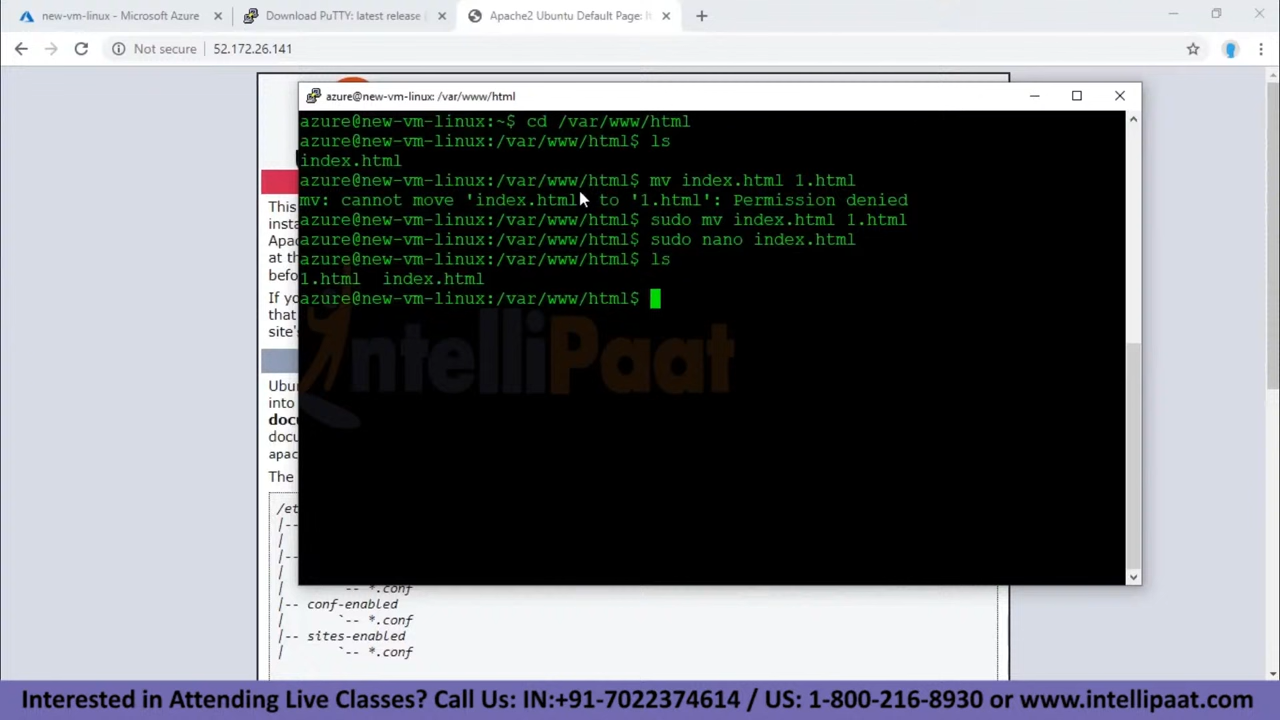 new-vm-linux - Microsoft Azure
Download PuTTY: latest release
Apache2 Ubuntu Default Page: It
Not secure
52.172.26.141
azure@new-vm-linux: /var/www/html
azure@new-vm-linux:~$ cd /var/www/html
azure@new-vm-linux:/var/www/html$ ls
index.html
azure@new-vm-linux:/var/www/html$ mv index.html 1.html
mv: cannot move 'index.html' to '1.html': Permission denied
azure@new-vm-linux:/var/www/html$ sudo mv index.html 1.html
azure@new-vm-linux:/var/www/html$ sudo nano index.html
azure@new-vm-linux:/var/www/html$ ls
1.html index.html
azure@new-vm-linux:/var/www/html$
IntelliPaat
This
insta
Apac
at th
befo
If yo
that
site's
Ubun
into
docu
docu
apac
The
/et
|--
|
|--
|
|--
| `-- *.conf
|-- conf-enabled
| `-- *.conf
|-- sites-enabled
| `-- *.conf
Interested in Attending Live Classes? Call Us: IN:+91-7022374614 / US: 1-800-216-8930 or www.intellipaat.com